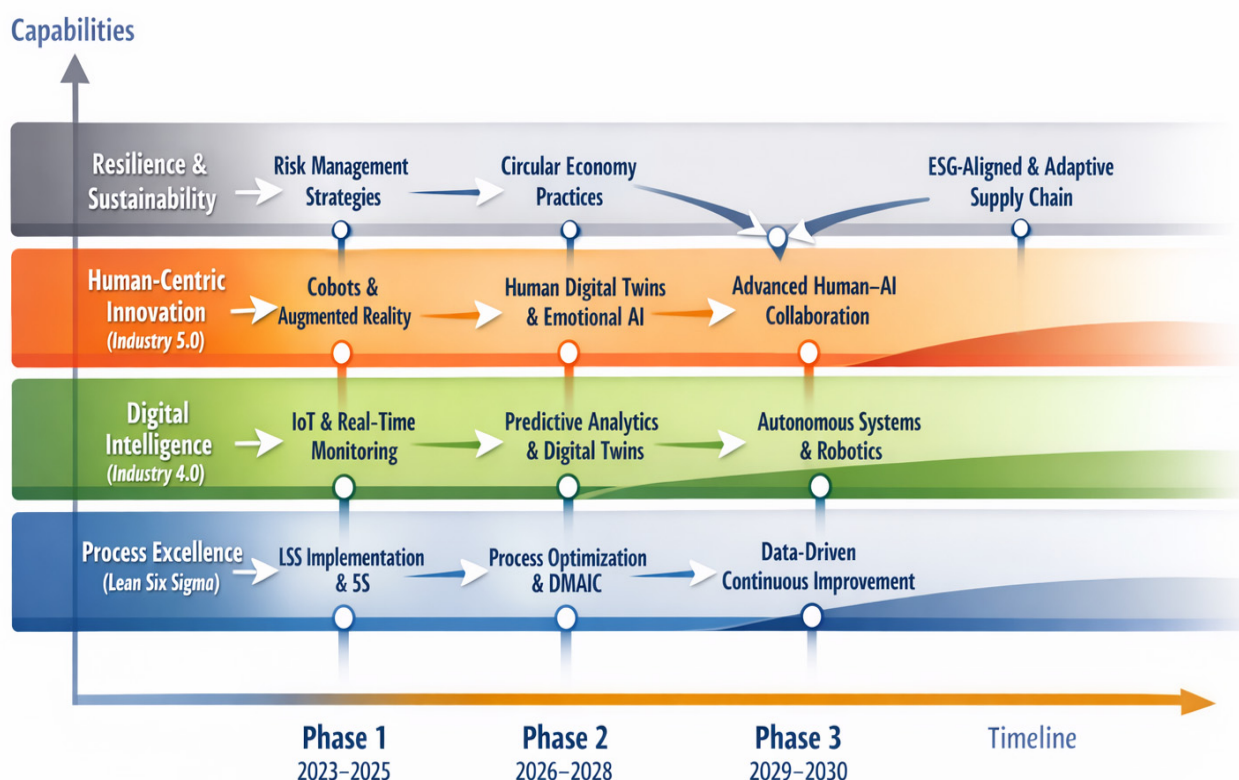 Capabilities
Resilience &
Sustainability
Risk Management
Strategies
Circular Economy
Practices
ESG-Aligned & Adaptive
Supply Chain
Human-Centric
Innovation
(Industry 5.0)
Cobots &
Augmented Reality
Human Digital Twins
& Emotional AI
Advanced Human–AI
Collaboration
Digital
Intelligence
(Industry 4.0)
IoT & Real-Time
Monitoring
Predictive Analytics
& Digital Twins
Autonomous Systems
& Robotics
Process Excellence
(Lean Six Sigma)
LSS Implementation
& 5S
Process Optimization
& DMAIC
Data-Driven
Continuous Improvement
Phase 1
2023–2025
Phase 2
2026–2028
Phase 3
2029–2030
Timeline